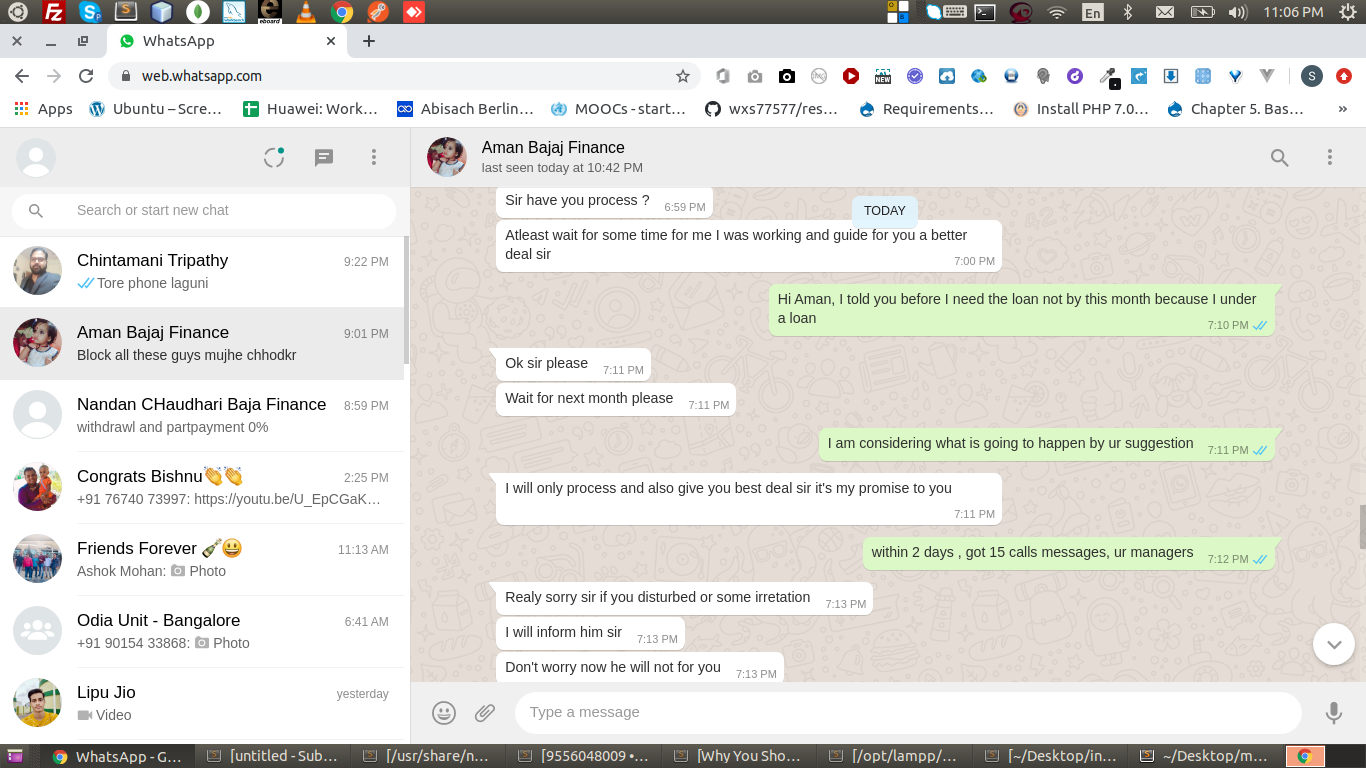 eboard
En
11:06 PM
WhatsApp
web.whatsapp.com
NEW
S
Apps
Ubuntu – Scre…
Huawei: Work…
Abisach Berlin…
MOOCs - start…
wxs77577/res…
Requirements…
Install PHP 7.0…
Chapter 5. Bas…
»
Search or start new chat
Chintamani Tripathy
9:22 PM
Tore phone laguni
Aman Bajaj Finance
9:01 PM
Block all these guys mujhe chhodkr
Nandan CHaudhari Baja Finance
8:59 PM
withdrawl and partpayment 0%
Congrats Bishnu👏👏
2:25 PM
+91 76740 73997: https://youtu.be/U_EpCGaK…
Friends Forever 🍾😃
11:13 AM
Ashok Mohan: Photo
Odia Unit - Bangalore
6:41 AM
+91 90154 33868: Photo
Lipu Jio
yesterday
Video
Aman Bajaj Finance
last seen today at 10:42 PM
Sir have you process ?
6:59 PM
TODAY
Atleast wait for some time for me I was working and guide for you a better
deal sir
7:00 PM
Hi Aman, I told you before I need the loan not by this month because I under
a loan
7:10 PM
Ok sir please
7:11 PM
Wait for next month please
7:11 PM
I am considering what is going to happen by ur suggestion
7:11 PM
I will only process and also give you best deal sir it's my promise to you
7:11 PM
within 2 days , got 15 calls messages, ur managers
7:12 PM
Realy sorry sir if you disturbed or some irretation
7:13 PM
I will inform him sir
7:13 PM
Don't worry now he will not for you
7:13 PM
Type a message
WhatsApp - G…
[untitled - Sub…
[/usr/share/n…
[9556048009 •…
[Why You Sho…
[/opt/lampp/…
[~/Desktop/in…
~/Desktop/m…